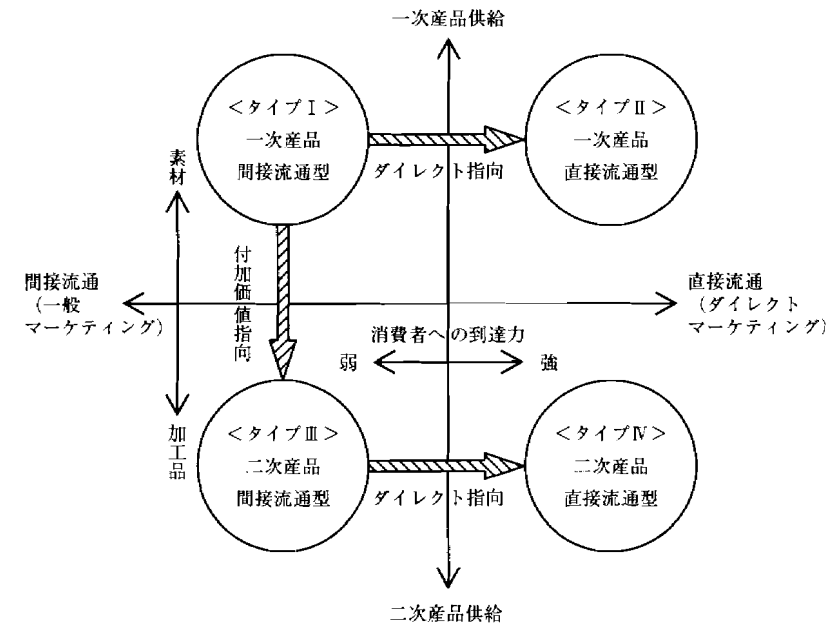 一次産品供給
＜タイプⅠ＞
一次産品
間接流通型
＜タイプⅡ＞
一次産品
直接流通型
ダイレクト指向
素材
付加価値指向
間接流通
（一般
マーケティング）
直接流通
（ダイレクト
マーケティング）
消費者への到達力
弱
強
加工品
＜タイプⅢ＞
二次産品
間接流通型
＜タイプⅣ＞
二次産品
直接流通型
ダイレクト指向
二次産品供給